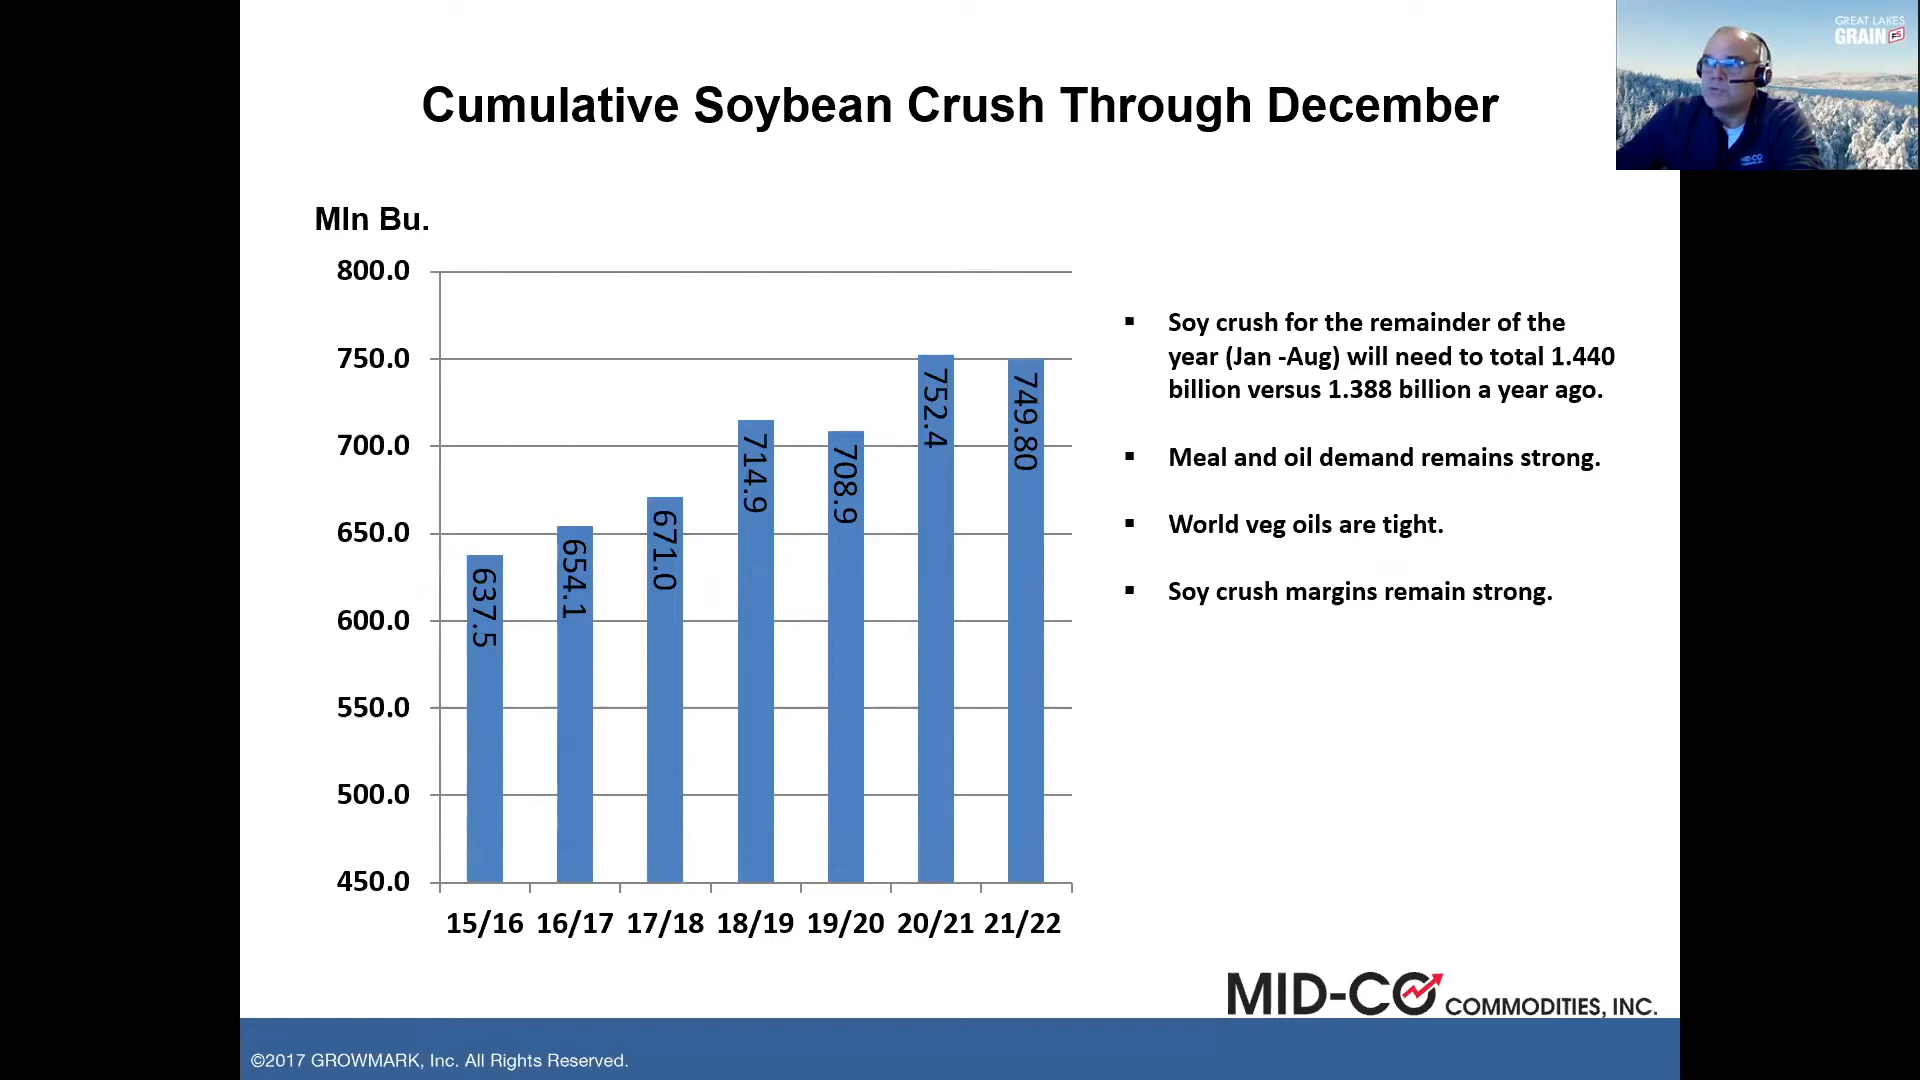 GREAT LAKES
GRAIN FS
Cumulative Soybean Crush Through December
Mln Bu.
800.0
750.0
700.0
650.0
600.0
550.0
500.0
450.0
637.5
654.1
671.0
714.9
708.9
752.4
749.80
15/16 16/17 17/18 18/19 19/20 20/21 21/22
▪ Soy crush for the remainder of the
year (Jan -Aug) will need to total 1.440
billion versus 1.388 billion a year ago.
▪ Meal and oil demand remains strong.
▪ World veg oils are tight.
▪ Soy crush margins remain strong.
MID-CO COMMODITIES, INC.
©2017 GROWMARK, Inc. All Rights Reserved.
MID-CO